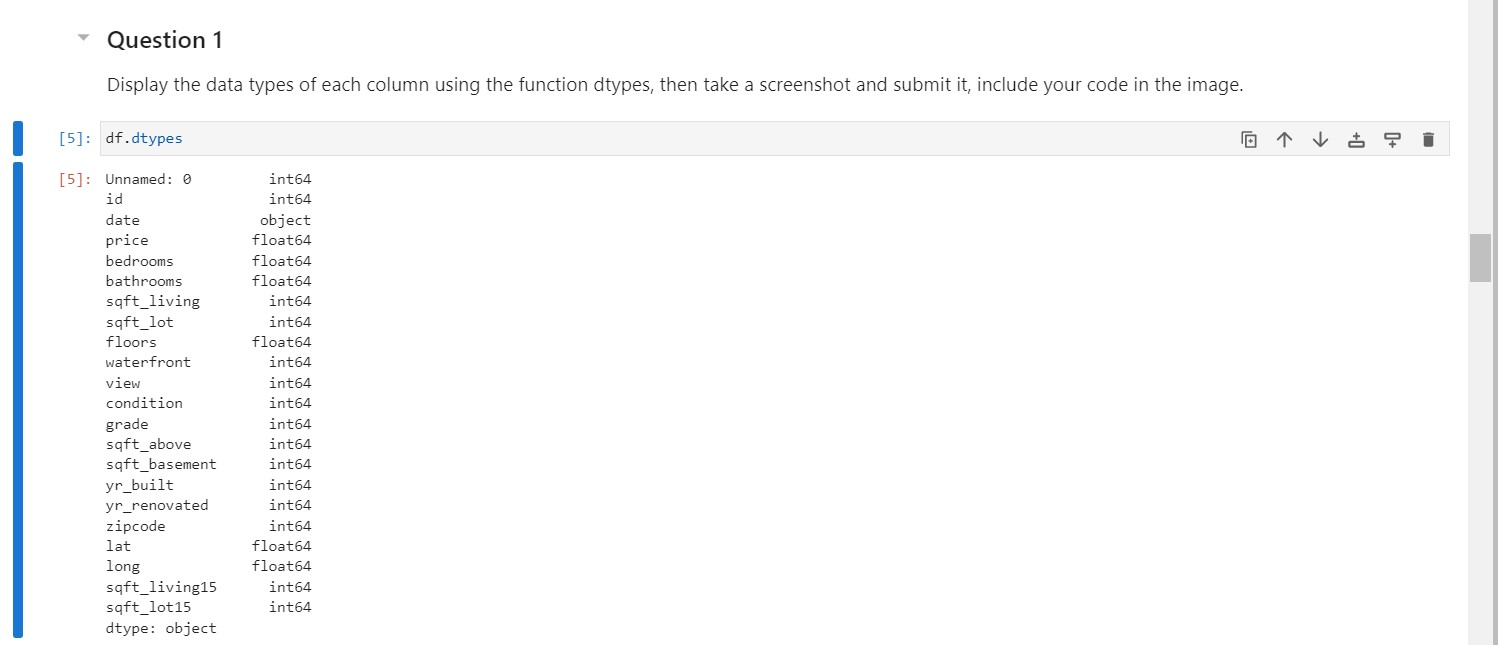 Question 1
Display the data types of each column using the function dtypes, then take a screenshot and submit it, include your code in the image.
[5]: df.dtypes
[5]: Unnamed: 0 int64
id int64
date object
price float64
bedrooms float64
bathrooms float64
sqft_living int64
sqft_lot int64
floors float64
waterfront int64
view int64
condition int64
grade int64
sqft_above int64
sqft_basement int64
yr_built int64
yr_renovated int64
zipcode int64
lat float64
long float64
sqft_living15 int64
sqft_lot15 int64
dtype: object